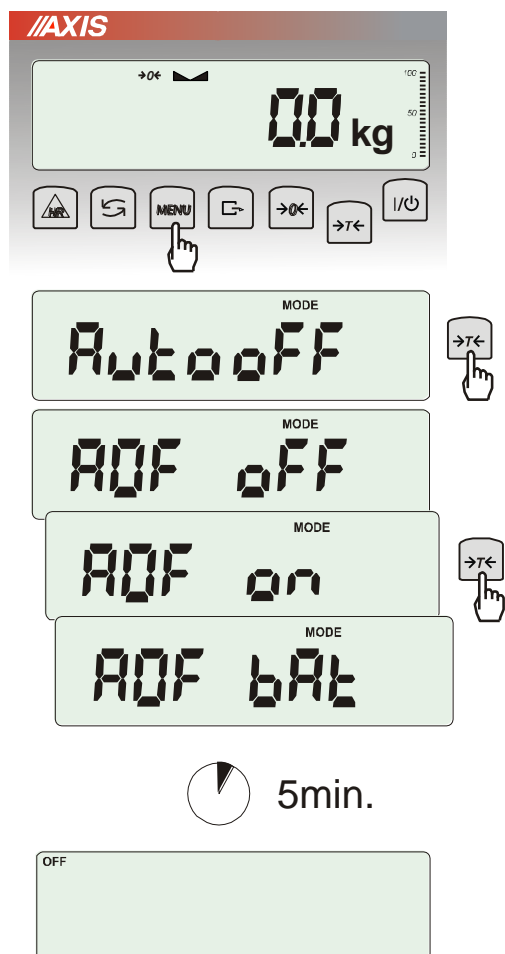 AXIS
→0← 100
0.0 kg 50
0
HR MENU →0← →T← I/⏻
MODE
Autooff →T←
MODE
AOF oFF
MODE
AOF on →T←
MODE
AOF bAt
5min.
OFF